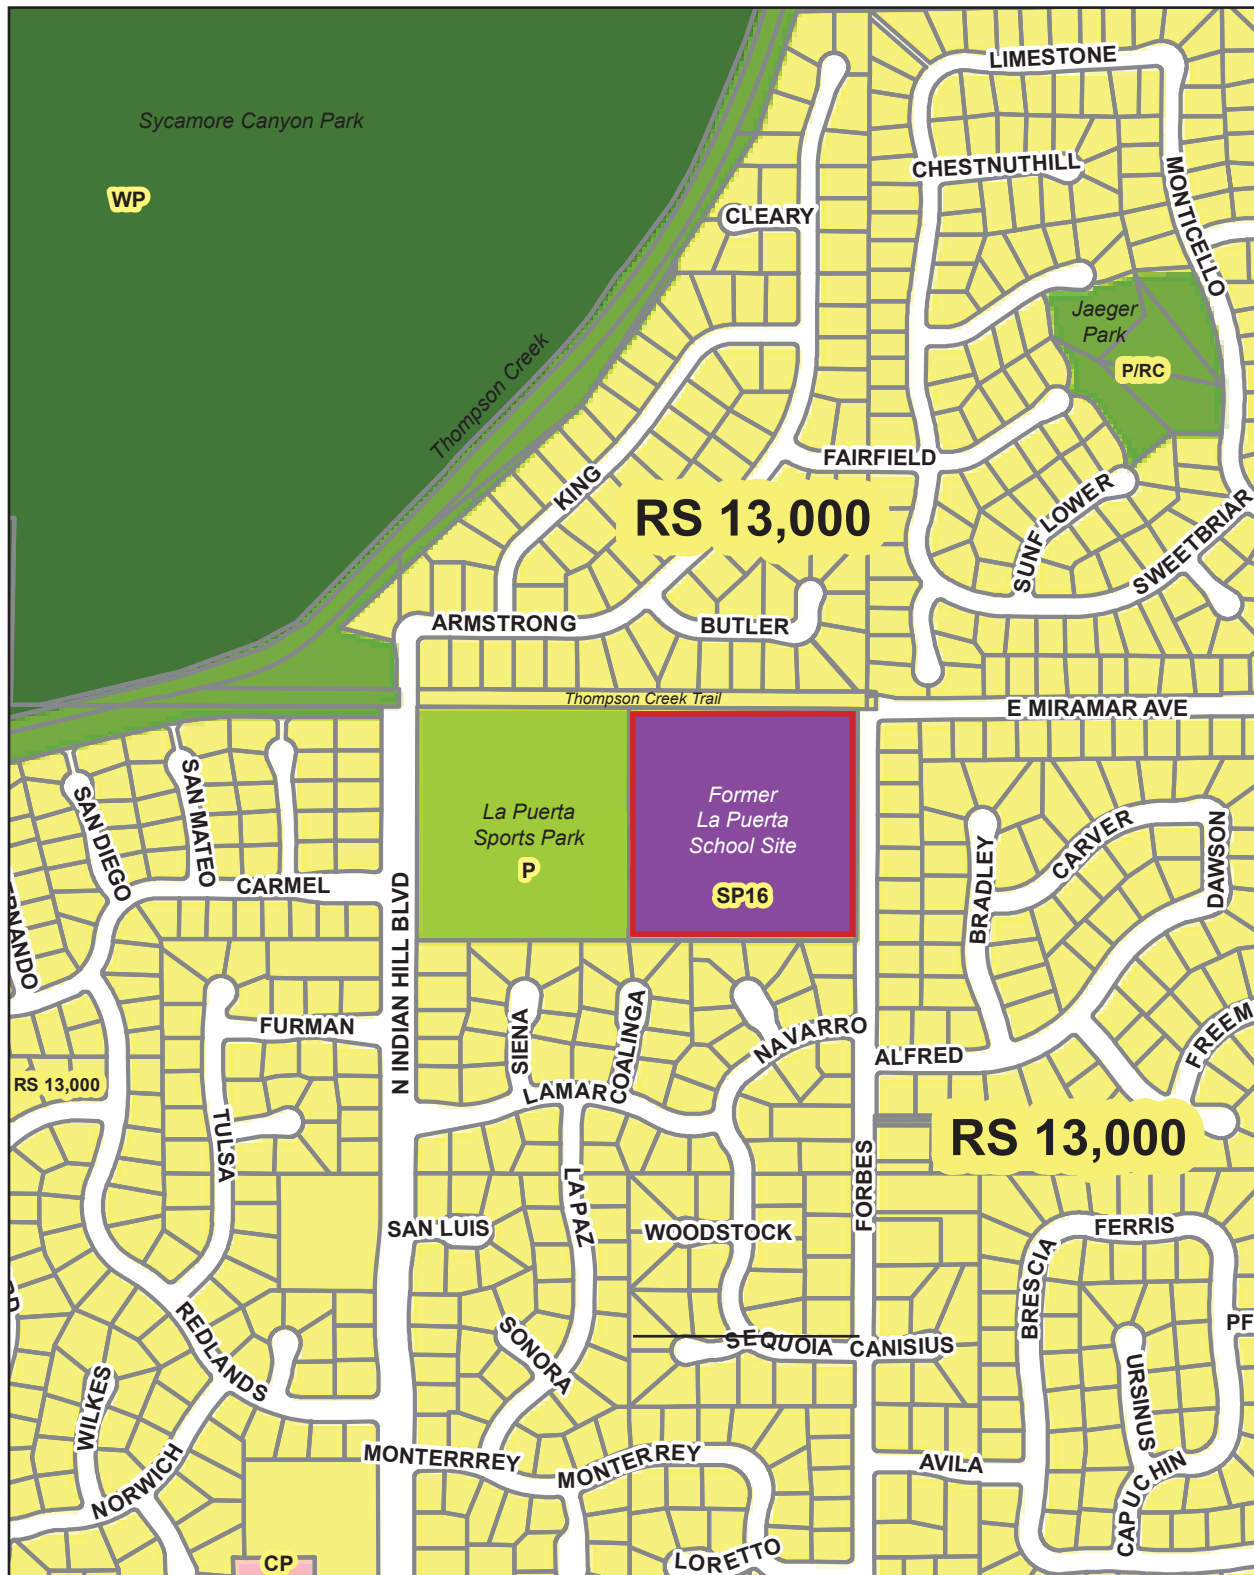 LIMESTONE
Sycamore Canyon Park
CHESTNUTHILL
MONTICELLO
WP
CLEARY
Jaeger
Park
P/RC
Thompson Creek
FAIRFIELD
KING
RS 13,000
SUNFLOWER
SWEETBRIAR
ARMSTRONG
BUTLER
Thompson Creek Trail
E MIRAMAR AVE
SAN DIEGO
SAN MATEO
La Puerta
Sports Park
P
Former
La Puerta
School Site
SP16
BRADLEY
CARVER
DAWSON
CARMEL
N INDIAN HILL BLVD
RNANDO
FURMAN
SIENA
COALINGA
NAVARRO
ALFRED
FREEM
RS 13,000
LAMAR
TULSA
LA PAZ
FORBES
RS 13,000
SAN LUIS
WOODSTOCK
FERRIS
BRESCIA
RD
REDLANDS
SONORA
SEQUOIA
CANISIUS
PF
URSINUS
WILKES
NORWICH
MONTERRREY
MONTERREY
AVILA
CAPUCHIN
LORETTO
CP